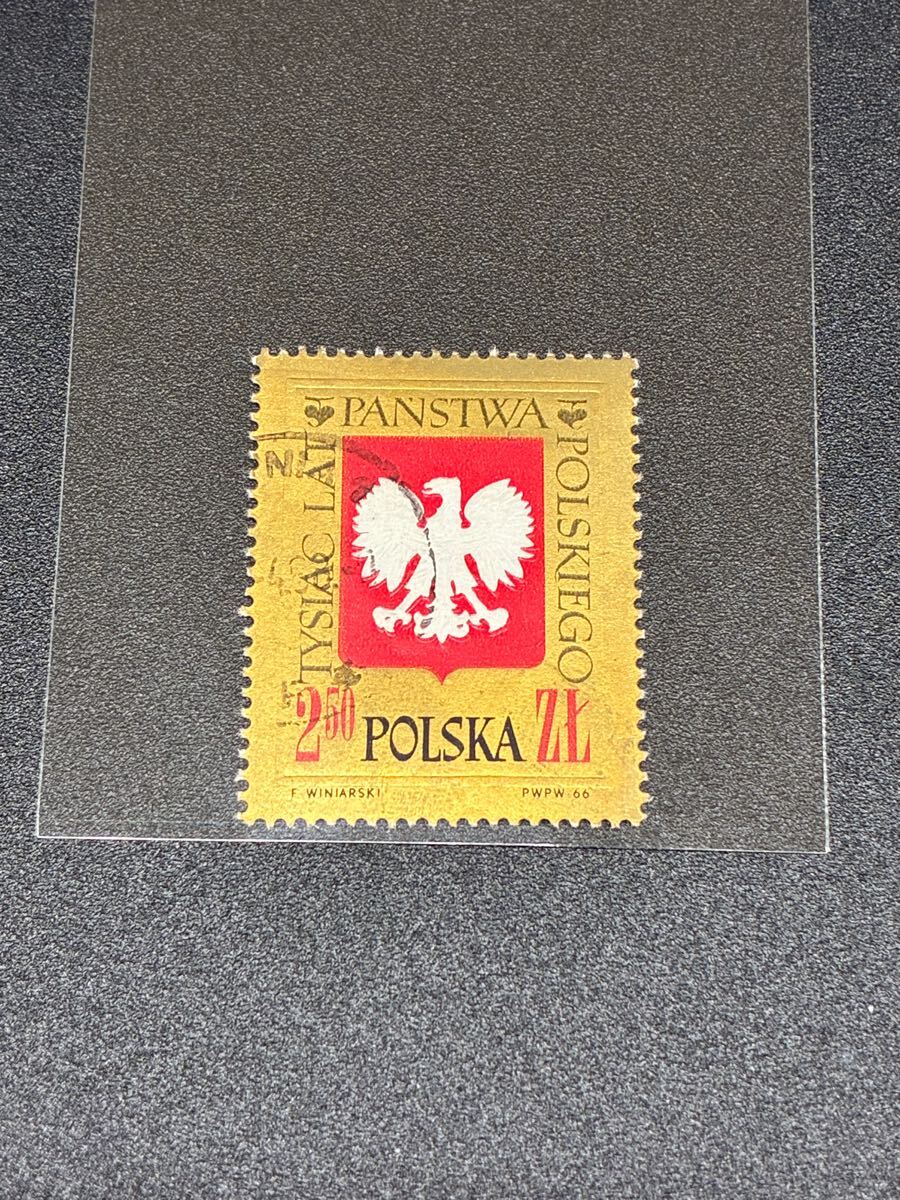 TYSIĄC LAT
PAŃSTWA
POLSKIEGO
2 50 POLSKA ZŁ
F. WINIARSKI
PWPW 66